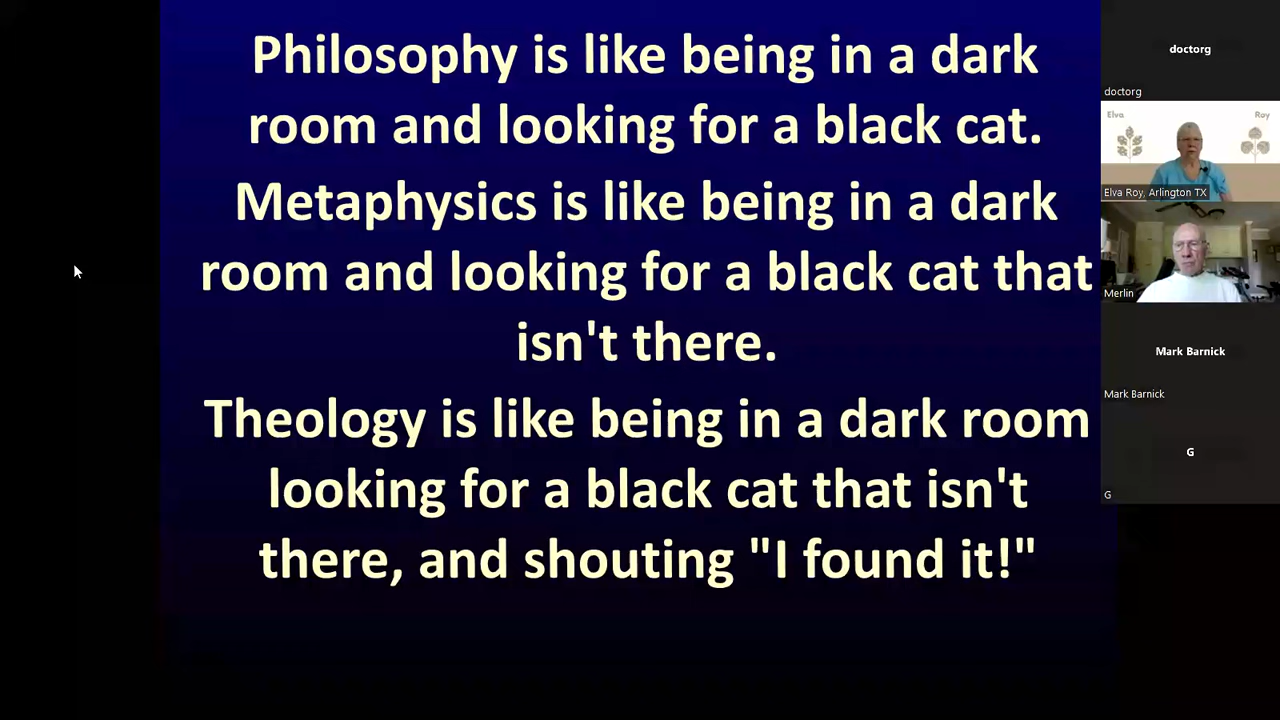 Philosophy is like being in a dark
room and looking for a black cat.
Metaphysics is like being in a dark
room and looking for a black cat that
isn't there.
Theology is like being in a dark room
looking for a black cat that isn't
there, and shouting "I found it!"
doctorg
doctorg
Elva
Roy
Elva Roy, Arlington TX
Merlin
Mark Barnick
Mark Barnick
G
G